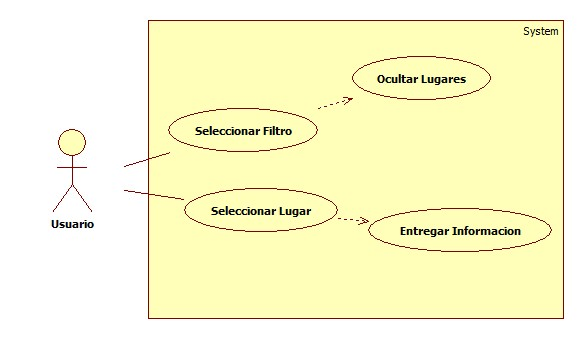 System
Ocultar Lugares
Seleccionar Filtro
Seleccionar Lugar
Usuario
Entregar Informacion